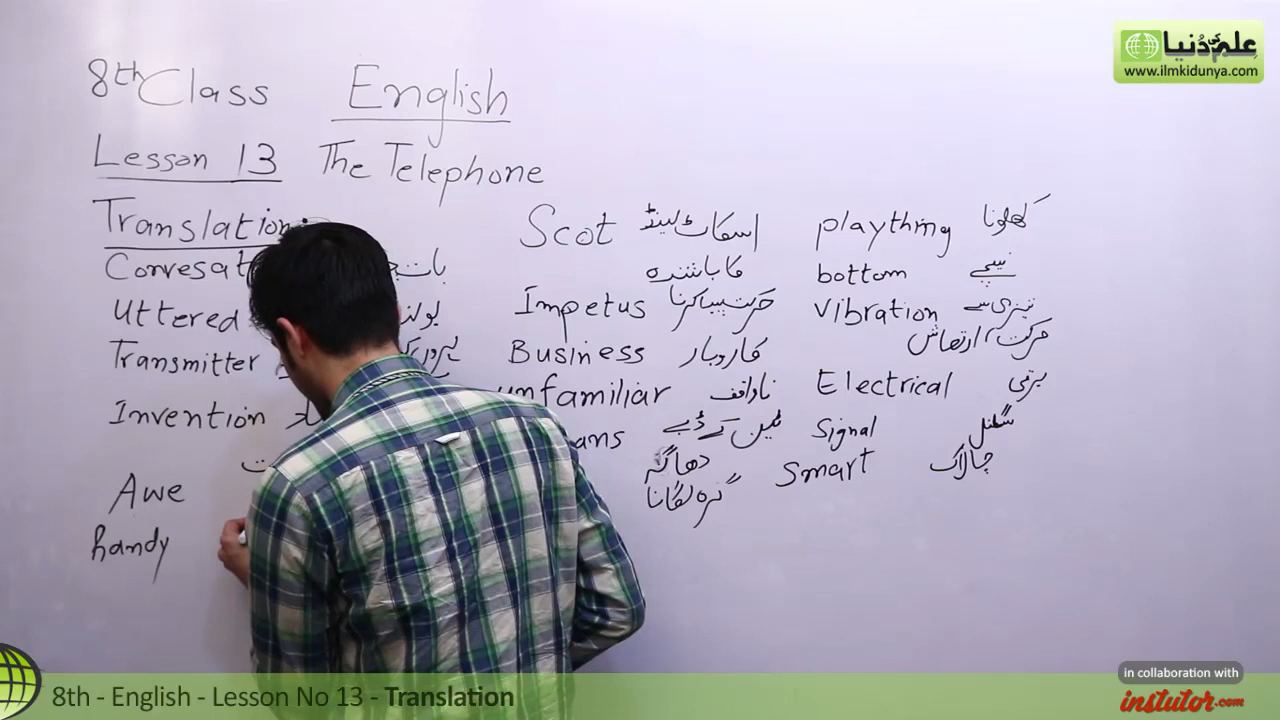 علم کی دُنیا
www.ilmkidunya.com
8th Class English
Lesson 13 The Telephone
Translation
Convesat
Uttered
Transmitter
Invention
Awe
handy
Scot اسکاٹ لینڈ
کا باشندہ
Impetus حرکت پیدا کرنا
Business کاروبار
unfamiliar ناواقف
ans ٹین کے ڈبے
دھاگہ
گرہ لگانا
plaything کھلونا
bottom نیچے
Vibration تیزی سے
حرکت، ارتعاش
Electrical برقی
Signal سگنل
Smart چالاک
8th - English - Lesson No 13 - Translation
in collaboration with
instutor.com